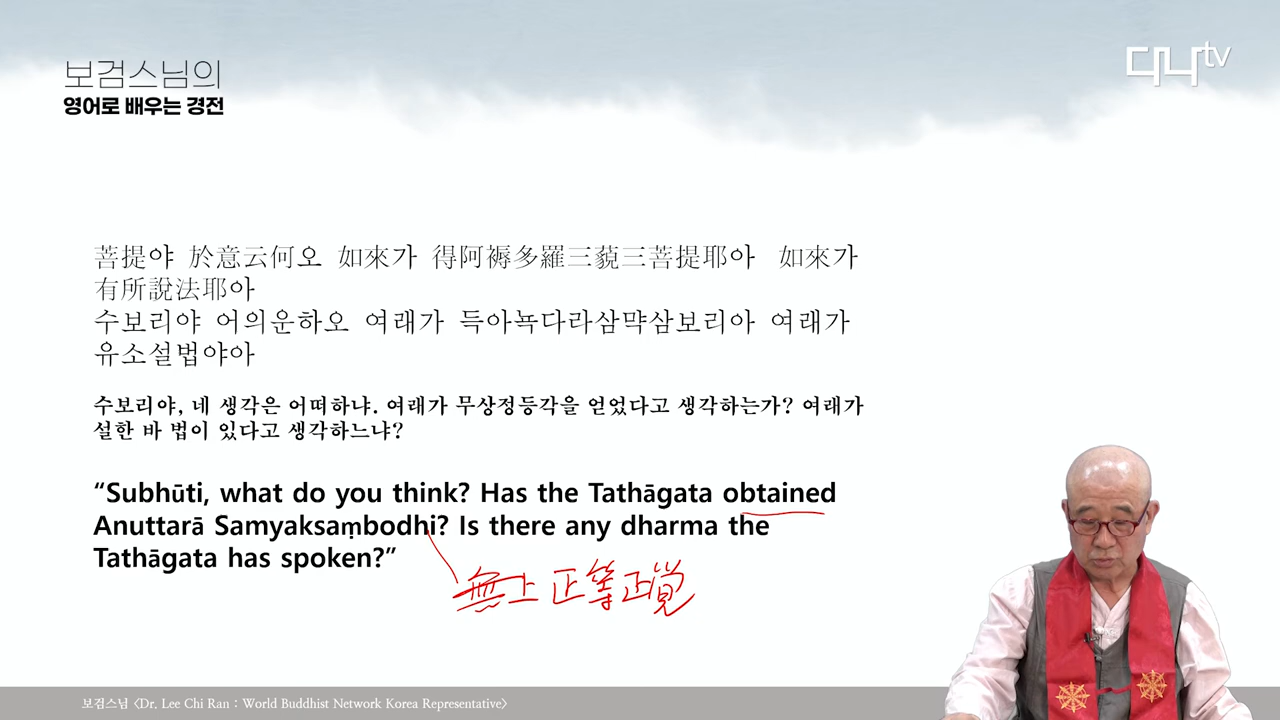 보검스님의
영어로 배우는 경전
다나tv
菩提야 於意云何오 如來가 得阿褥多羅三藐三菩提耶아 如來가
有所說法耶아
수보리야 어의운하오 여래가 득아뇩다라삼먁삼보리아 여래가
유소설법야아
수보리야, 네 생각은 어떠하냐. 여래가 무상정등각을 얻었다고 생각하는가? 여래가
설한 바 법이 있다고 생각하느냐?
“Subhūti, what do you think? Has the Tathāgata obtained
Anuttarā Samyaksaṃbodhi? Is there any dharma the
Tathāgata has spoken?”
無上 正等正覺
보검스님 〈Dr. Lee Chi Ran : World Buddhist Network Korea Representative〉